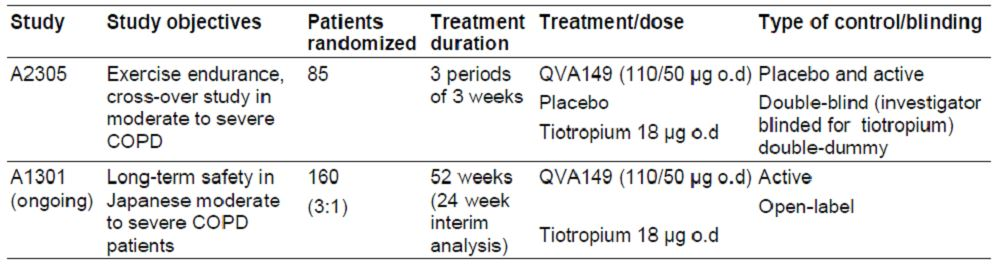 Study Study objectives Patients randomized Treatment duration Treatment/dose Type of control/blinding
A2305 Exercise endurance, cross-over study in moderate to severe COPD 85 3 periods of 3 weeks QVA149 (110/50 µg o.d) Placebo Tiotropium 18 µg o.d Placebo and active Double-blind (investigator blinded for tiotropium) double-dummy
A1301 (ongoing) Long-term safety in Japanese moderate to severe COPD patients 160 (3:1) 52 weeks (24 week interim analysis) QVA149 (110/50 µg o.d) Tiotropium 18 µg o.d Active Open-label